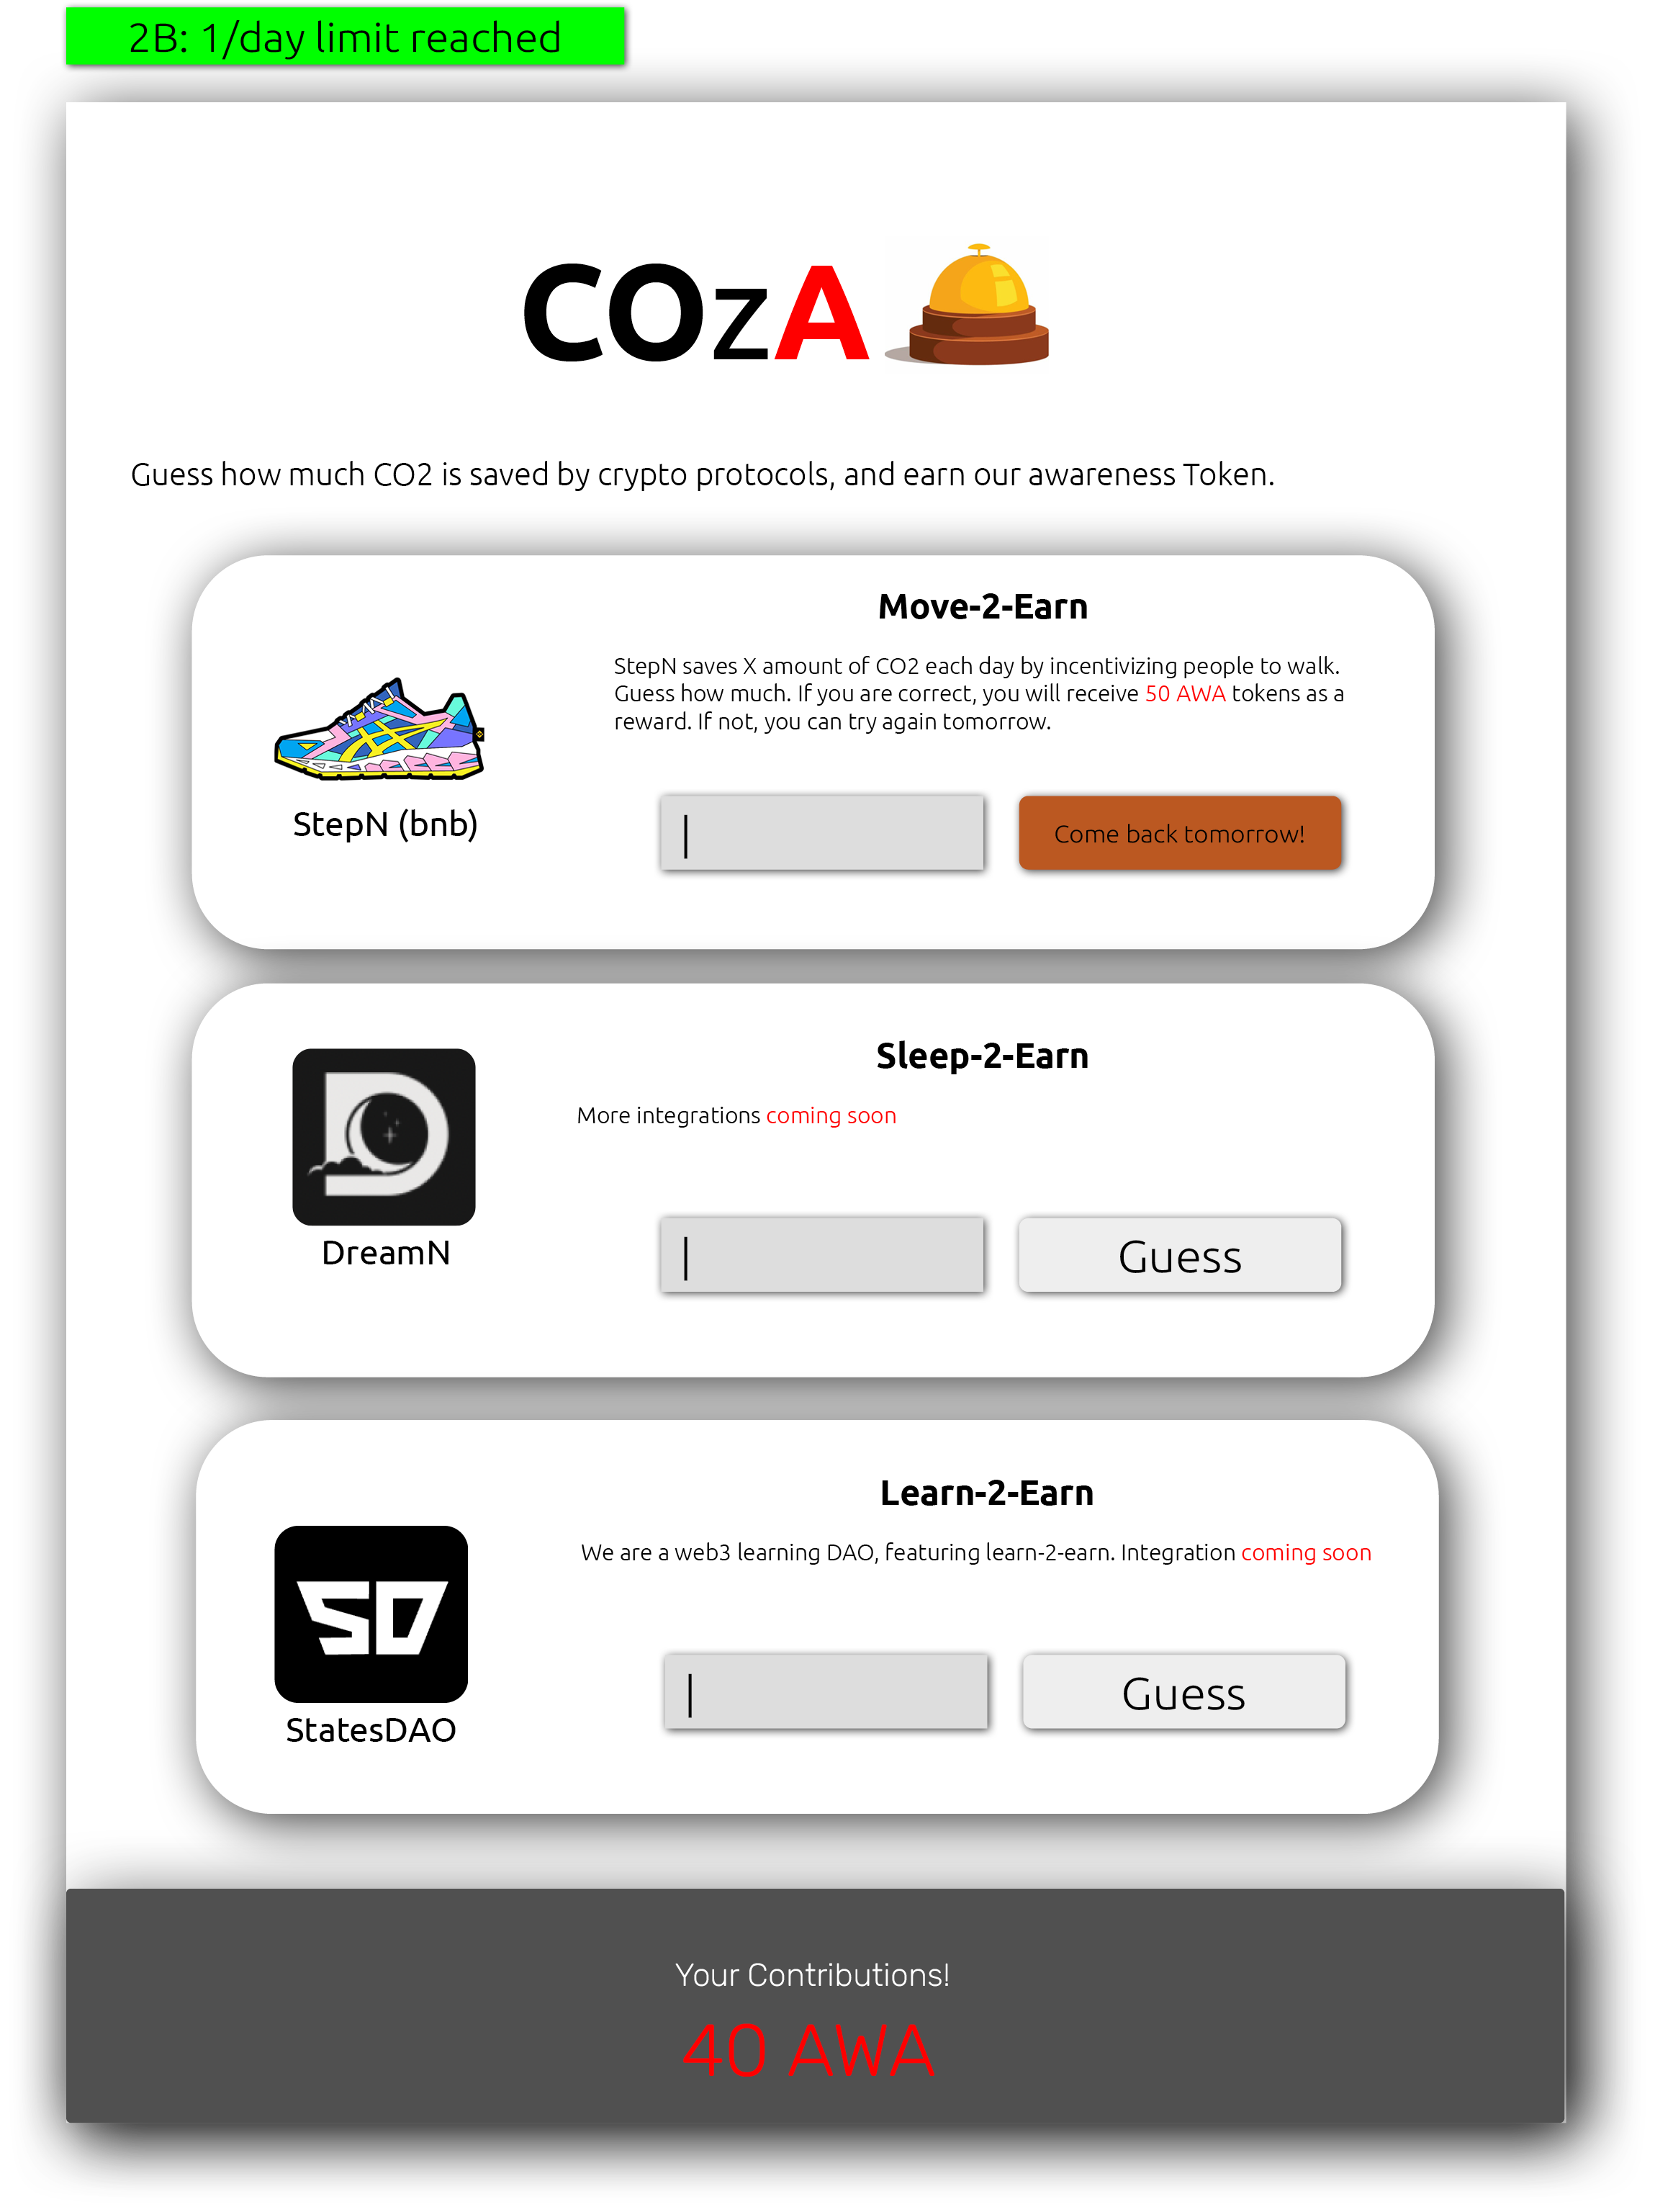 2B: 1/day limit reached
COzA
Guess how much CO2 is saved by crypto protocols, and earn our awareness Token.
Move-2-Earn
StepN saves X amount of CO2 each day by incentivizing people to walk.
Guess how much. If you are correct, you will receive 50 AWA tokens as a
reward. If not, you can try again tomorrow.
StepN (bnb)
Come back tomorrow!
Sleep-2-Earn
More integrations coming soon
D
DreamN
Guess
Learn-2-Earn
We are a web3 learning DAO, featuring learn-2-earn. Integration coming soon
SD
StatesDAO
Guess
Your Contributions!
40 AWA